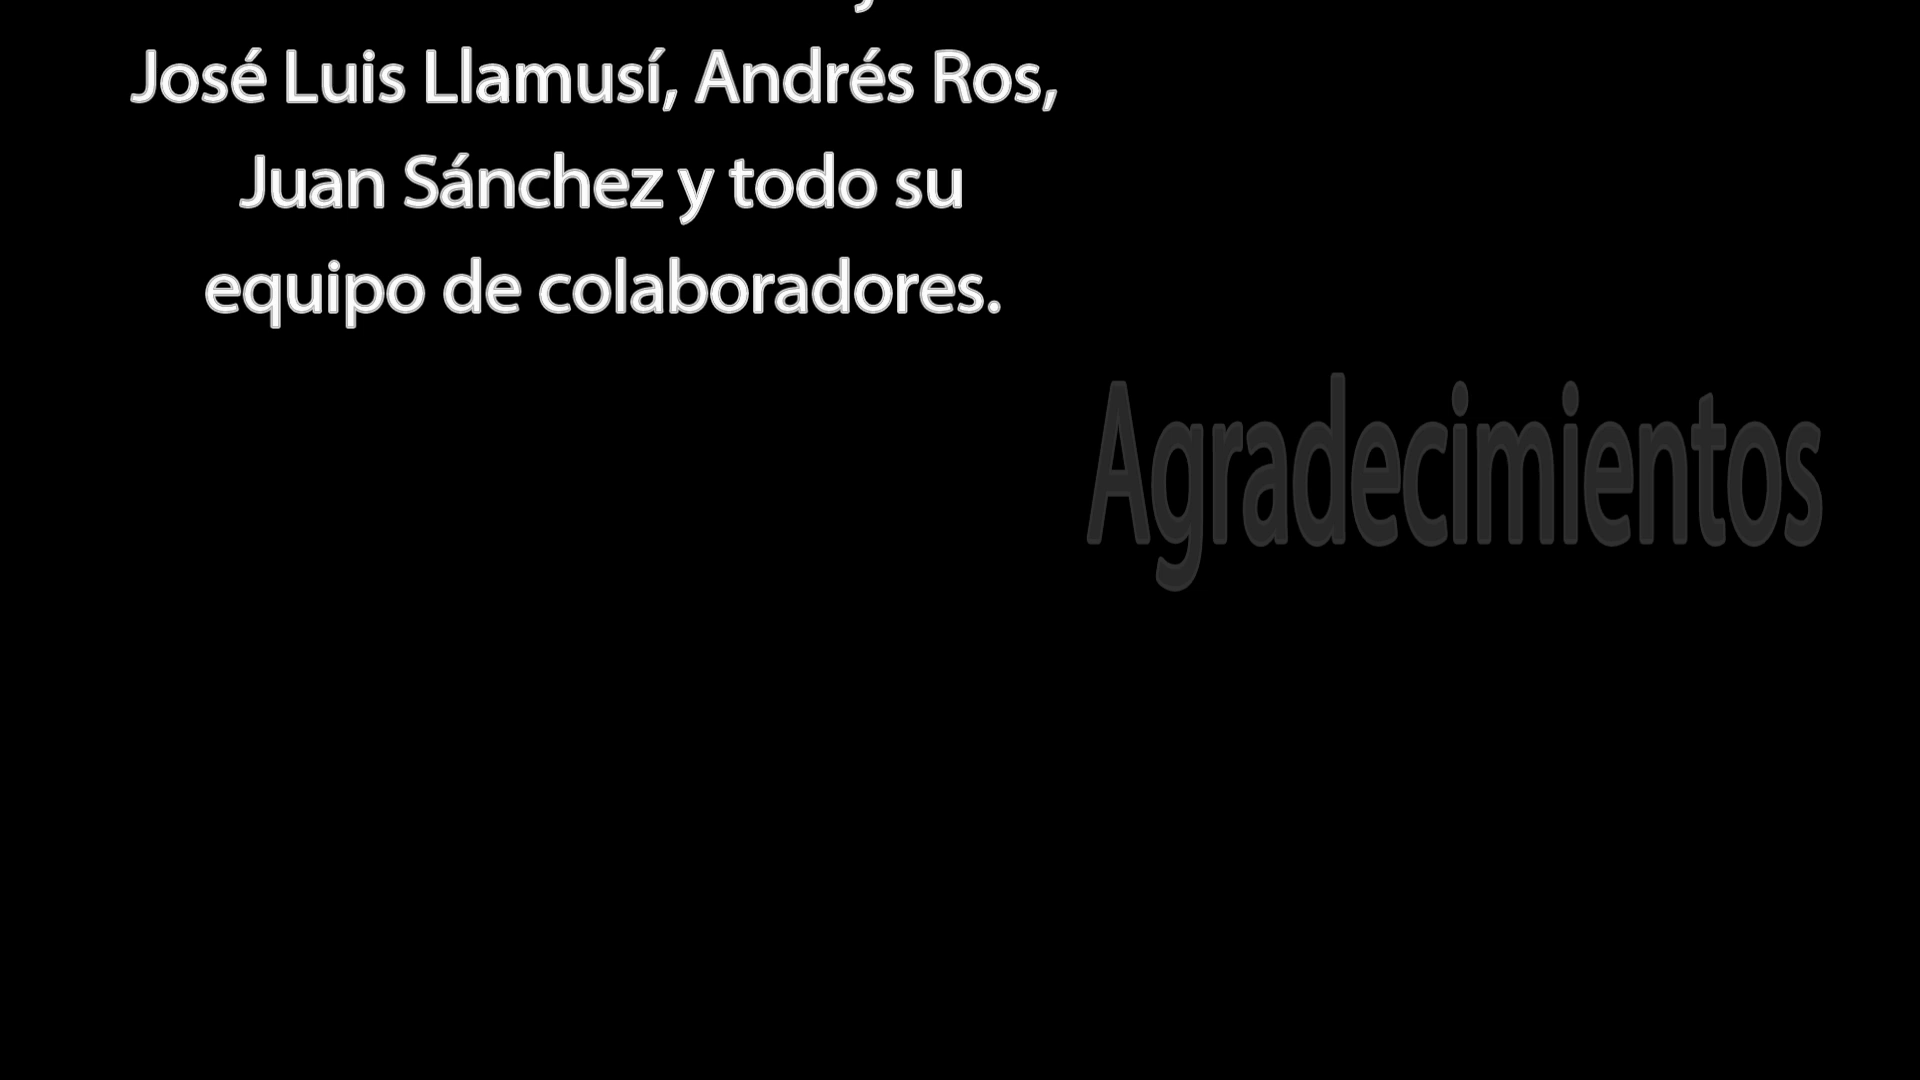 José Luis Llamusí, Andrés Ros,
Juan Sánchez y todo su
equipo de colaboradores.
Agradecimientos